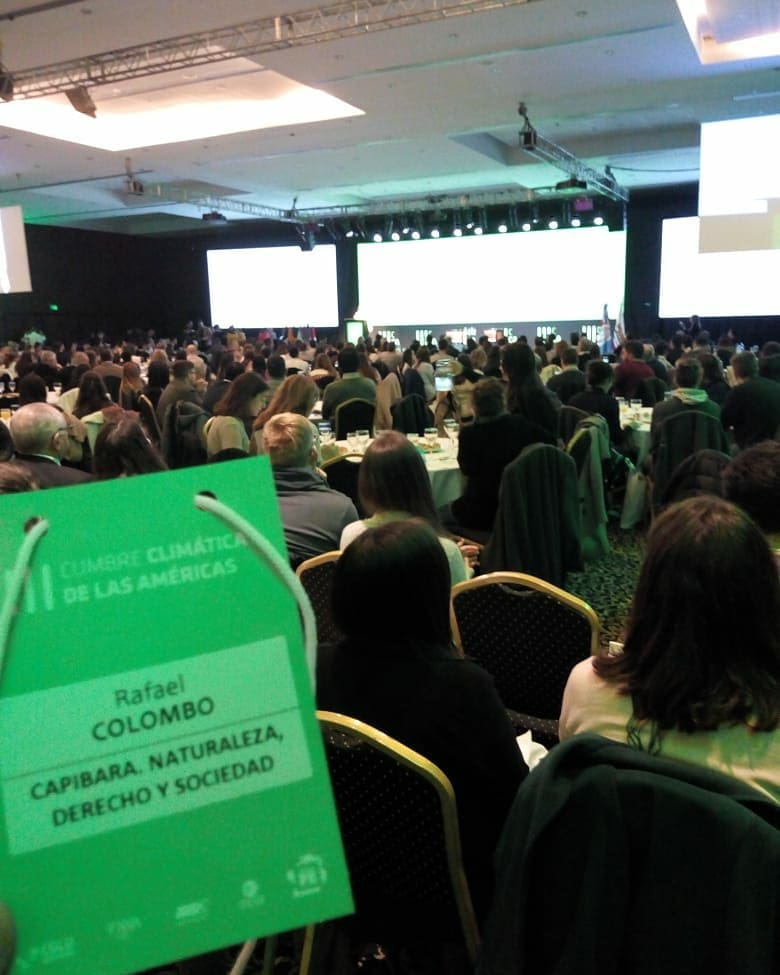 CUMBRE CLIMÁTICA
DE LAS AMÉRICAS
Rafael
COLOMBO
CAPIBARA. NATURALEZA,
DERECHO Y SOCIEDAD